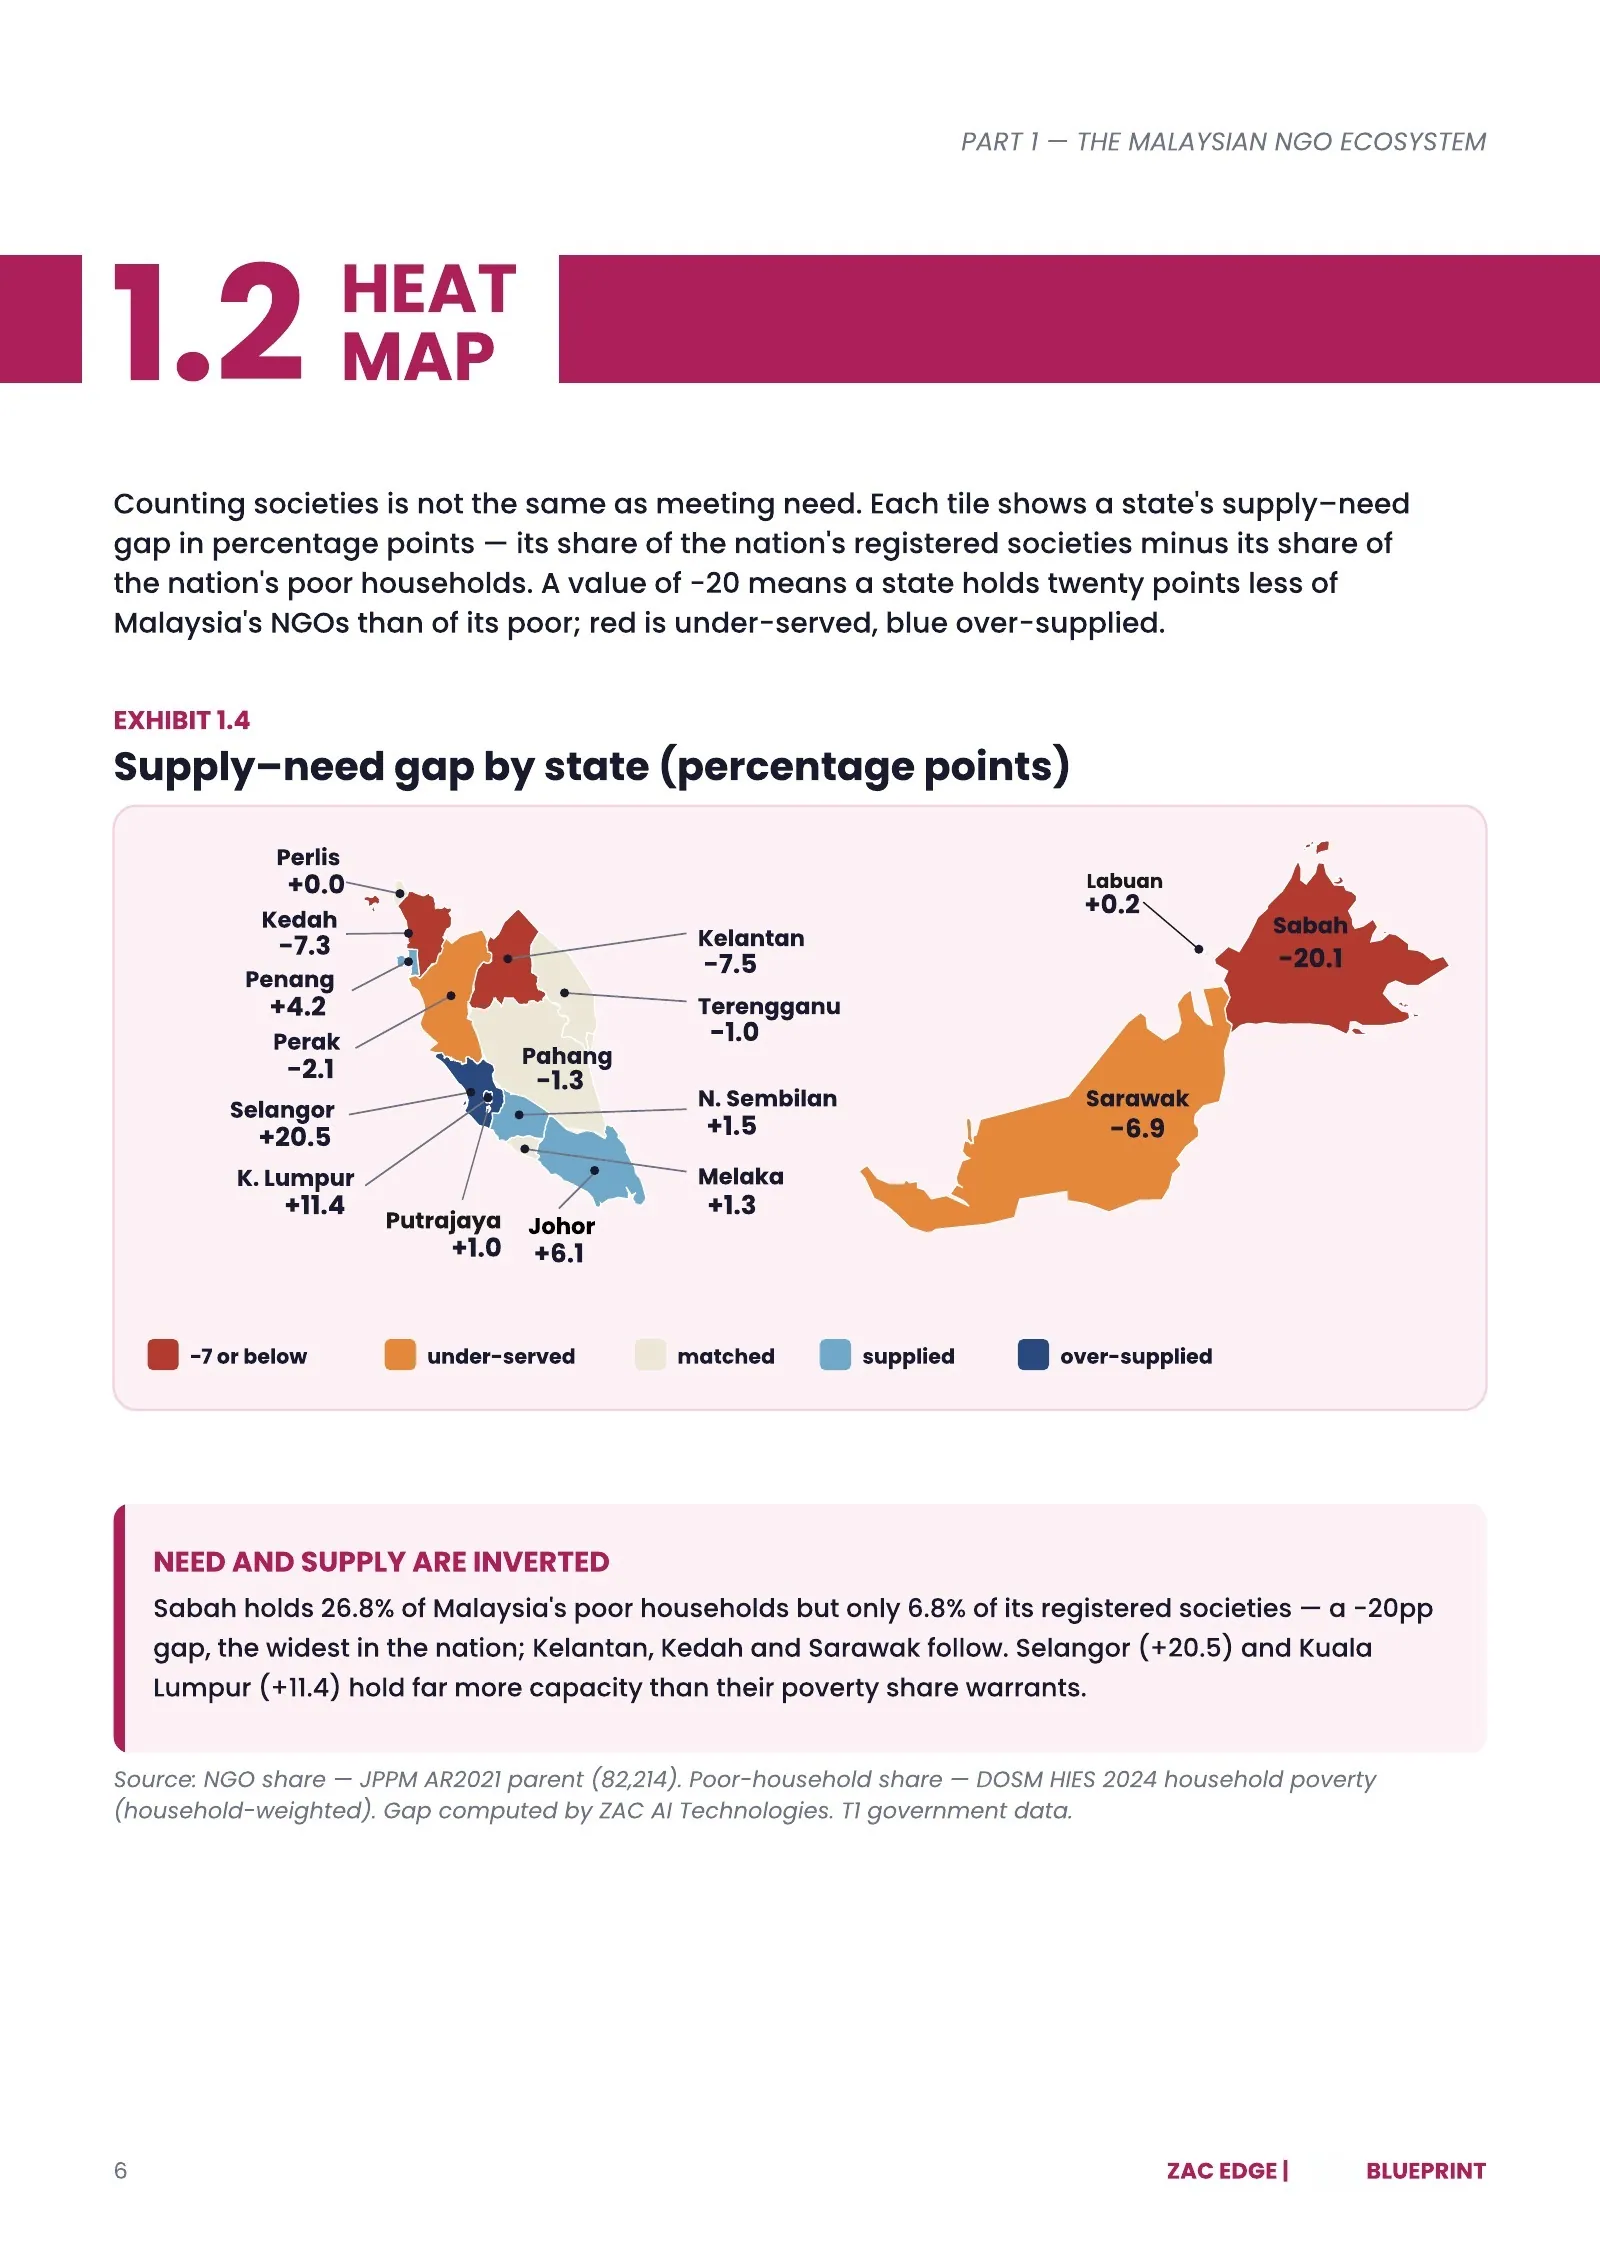 PART 1 — THE MALAYSIAN NGO ECOSYSTEM
1.2 HEAT
MAP
Counting societies is not the same as meeting need. Each tile shows a state's supply–need
gap in percentage points — its share of the nation's registered societies minus its share of
the nation's poor households. A value of -20 means a state holds twenty points less of
Malaysia's NGOs than of its poor; red is under-served, blue over-supplied.
EXHIBIT 1.4
Supply–need gap by state (percentage points)
Perlis
+0.0
Kedah
-7.3
Penang
+4.2
Perak
-2.1
Selangor
+20.5
K. Lumpur
+11.4
Putrajaya
+1.0
Johor
+6.1
Pahang
-1.3
Kelantan
-7.5
Terengganu
-1.0
N. Sembilan
+1.5
Melaka
+1.3
Labuan
+0.2
Sabah
-20.1
Sarawak
-6.9
-7 or below
under-served
matched
supplied
over-supplied
NEED AND SUPPLY ARE INVERTED
Sabah holds 26.8% of Malaysia's poor households but only 6.8% of its registered societies — a -20pp
gap, the widest in the nation; Kelantan, Kedah and Sarawak follow. Selangor (+20.5) and Kuala
Lumpur (+11.4) hold far more capacity than their poverty share warrants.
Source: NGO share — JPPM AR2021 parent (82,214). Poor-household share — DOSM HIES 2024 household poverty
(household-weighted). Gap computed by ZAC AI Technologies. T1 government data.
6
ZAC EDGE | BLUEPRINT